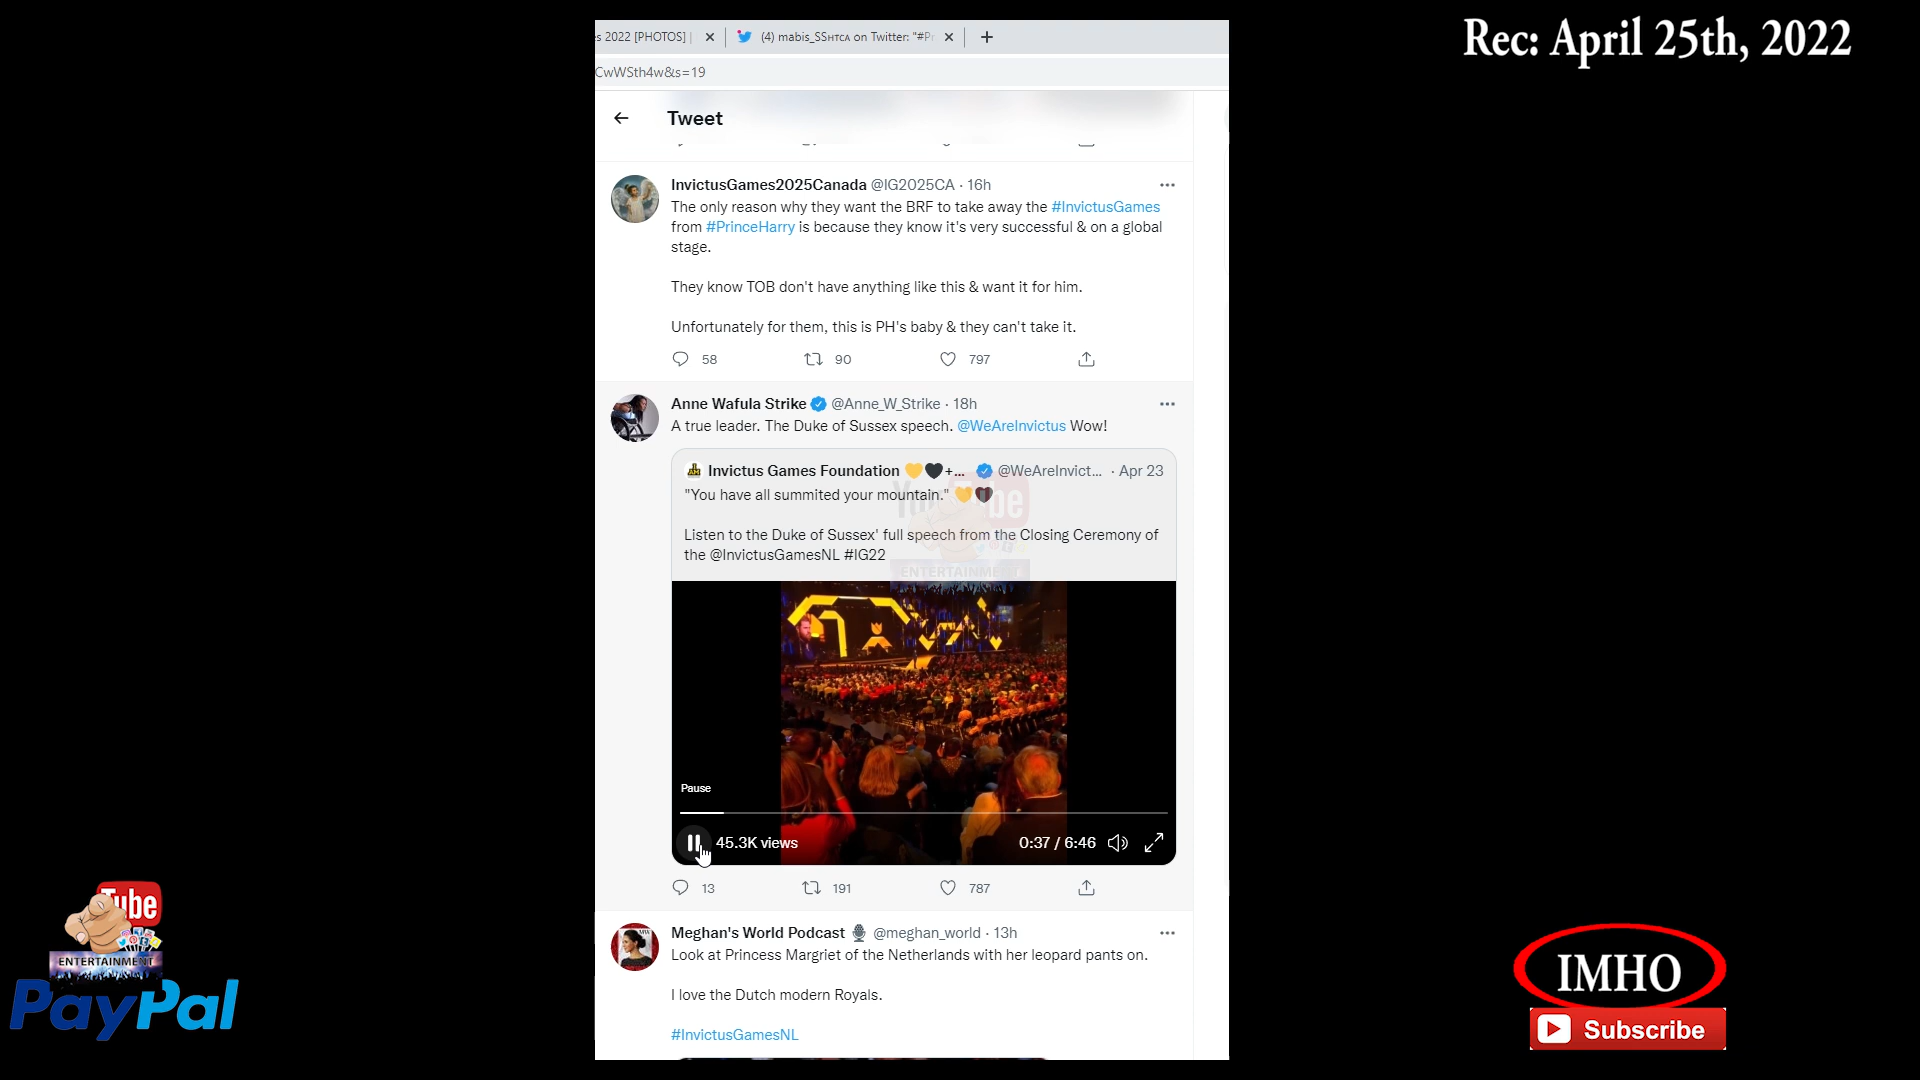 Rec: April 25th, 2022
s 2022 [PHOTOS] |
(4) mabis_SSʜᴛᴄᴀ on Twitter: "#Pr
CwWSth4w&s=19
Tweet
InvictusGames2025Canada @IG2025CA · 16h
The only reason why they want the BRF to take away the #InvictusGames
from #PrinceHarry is because they know it's very successful & on a global
stage.
They know TOB don't have anything like this & want it for him.
Unfortunately for them, this is PH's baby & they can't take it.
58 90 797
Anne Wafula Strike @Anne_W_Strike · 18h
A true leader. The Duke of Sussex speech. @WeAreInvictus Wow!
Invictus Games Foundation 💛🖤+... @WeAreInvict... · Apr 23
"You have all summited your mountain." 💛🖤
Listen to the Duke of Sussex' full speech from the Closing Ceremony of
the @InvictusGamesNL #IG22
You Tube
ENTERTAINMENT
Pause
45.3K views 0:37 / 6:46
13 191 787
Meghan's World Podcast @meghan_world · 13h
Look at Princess Margriet of the Netherlands with her leopard pants on.
I love the Dutch modern Royals.
#InvictusGamesNL
Tube
ENTERTAINMENT
PayPal
IMHO
Subscribe